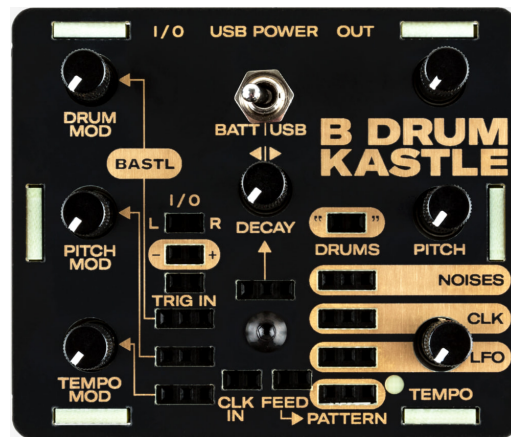 I/O USB POWER OUT
DRUM
MOD
BATT USB
B DRUM
KASTLE
BASTL
I/O
L R
DECAY
" "
DRUMS
PITCH
PITCH
MOD
- +
TRIG IN
NOISES
CLK
LFO
TEMPO
MOD
CLK
IN
FEED
PATTERN
TEMPO